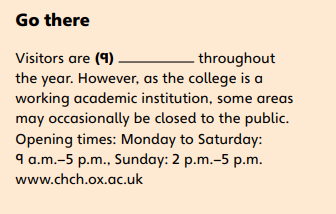 Go there
Visitors are (9) ____________ throughout
the year. However, as the college is a
working academic institution, some areas
may occasionally be closed to the public.
Opening times: Monday to Saturday:
9 a.m.–5 p.m., Sunday: 2 p.m.–5 p.m.
www.chch.ox.ac.uk